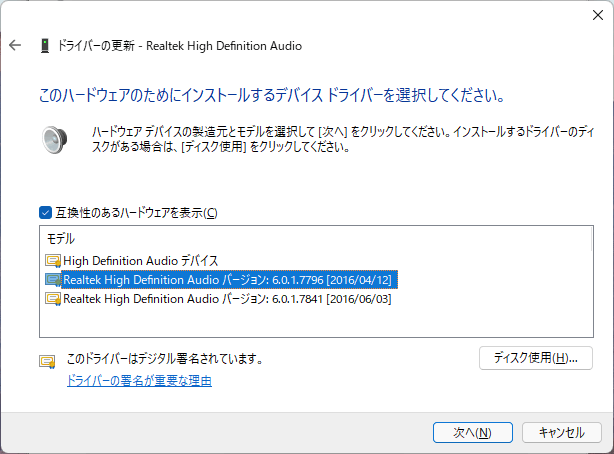 ドライバーの更新 - Realtek High Definition Audio
このハードウェアのためにインストールするデバイス ドライバーを選択してください。
ハードウェア デバイスの製造元とモデルを選択して [次へ] をクリックしてください。インストールするドライバーのディ
スクがある場合は、[ディスク使用] をクリックしてください。
互換性のあるハードウェアを表示(C)
モデル
High Definition Audio デバイス
Realtek High Definition Audio バージョン: 6.0.1.7796 [2016/04/12]
Realtek High Definition Audio バージョン: 6.0.1.7841 [2016/06/03]
このドライバーはデジタル署名されています。
ディスク使用(H)...
ドライバーの署名が重要な理由
次へ(N)
キャンセル